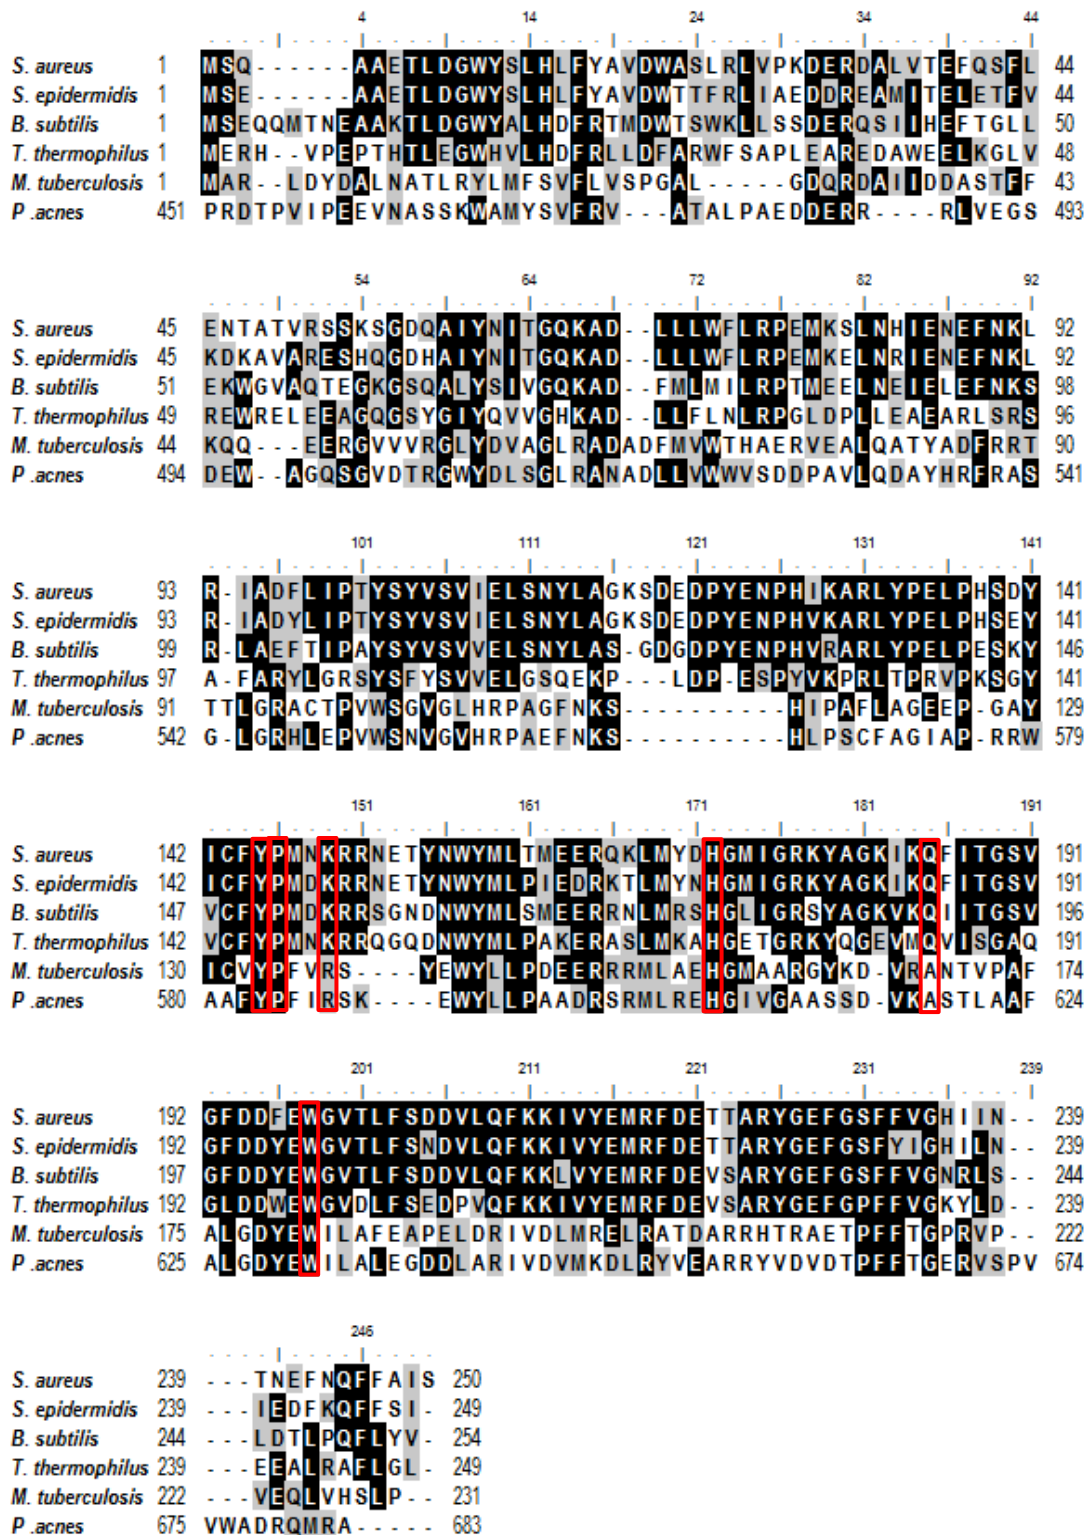 4 14 24 34 44
S. aureus 1 MSQ------AAETLDGWYSLHLFYAVDWASLRLVPKDERDALVTEFQSFL 44
S. epidermidis 1 MSE------AAETLDGWYSLHLFYAVDWTTFRLIAEDDREAMITELETFV 44
B. subtilis 1 MSEQQMTNEAAKTLDGWYALHDFRTMDWTSWKLLSSDERQSIIHEFTGLL 50
T. thermophilus 1 MERH--VPEPTHTLEGWHVLHDFRLLDFARWFSAPLEAREDAWEELKGLV 48
M. tuberculosis 1 MAR--LDYDALNATLRYLMFSVFLVSPGAL-----GDQRDAIIDDASTFF 43
P .acnes 451 PRDTPVIPEEVNASSKWAMYSVFRV---ATALPAEDDERR----RLVEGS 493
54 64 72 82 92
S. aureus 45 ENTATVRSSKSGDQAIYNITGQKAD--LLLWFLRPEMKSLNHIENEFNKL 92
S. epidermidis 45 KDKAVARESHQGDHAIYNITGQKAD--LLLWFLRPEMKELNRIENEFNKL 92
B. subtilis 51 EKWGVAQTEGKGSQALYSIVGQKAD--FMLMILRPTMEELNEIELEFNKS 98
T. thermophilus 49 REWRELEEAGQGSYGIYQVVGHKAD--LLFLNLRPGLDPLLEAEARLSRS 96
M. tuberculosis 44 KQQ---EERGVVVRGLYDVAGLRADADFMVWTHAERVEALQATYADFRRT 90
P .acnes 494 DEW--AGQSGVDTRGWYDLSGLRANADLLVWWVSDDPAVLQDAYHRFRAS 541
101 111 121 131 141
S. aureus 93 R-IADFLIPTYSYVSVIELSNYLAGKSDEDPYENPHIKARLYPELPHSDY 141
S. epidermidis 93 R-IADYLIPTYSYVSVIELSNYLAGKSDEDPYENPHVKARLYPELPHSEY 141
B. subtilis 99 R-LAEFTIPAYSYVSVVELSNYLAS-GDGDPYENPHVRARLYPELPESKY 146
T. thermophilus 97 A-FARYLGRSYSFYSVVELGSQEKP---LDP-ESPYVKPRLTPRVPKSGY 141
M. tuberculosis 91 TTLGRACTPVWSGVGLHRPAGFNKS----------HIPAFLAGEEP-GAY 129
P .acnes 542 G-LGRHLEPVWSNVGVHRPAEFNKS----------HLPSCFAGIAP-RRW 579
151 161 171 181 191
S. aureus 142 ICFYPMNKRRNETYNWYMLTMEERQKLMYDHGMIGRKYAGKIKQFITGSV 191
S. epidermidis 142 ICFYPMDKRRNETYNWYMLPIEDRKTLMYNHGMIGRKYAGKIKQFITGSV 191
B. subtilis 147 VCFYPMDKRRSGNDNWYMLSMEERRNLMRSHGLIGRSYAGKVKQIITGSV 196
T. thermophilus 142 VCFYPMNKRRQGQDNWYMLPAKERASLMKAHGETGRKYQGEVMQVISGAQ 191
M. tuberculosis 130 ICVYPFVRS----YEWYLLPDEERRRMLAEHGMAARGYKD-VRANTVPAF 174
P .acnes 580 AAFYPFIRSK----EWYLLPAADRSRMLREHGIVGAASSD-VKASTLAAF 624
201 211 221 231 239
S. aureus 192 GFDDFEWGVTLFSDDVLQFKKIVYEMRFDETTARYGEFGSFFVGHIIN-- 239
S. epidermidis 192 GFDDYEWGVTLFSNDVLQFKKIVYEMRFDETTARYGEFGSFYIGHILN-- 239
B. subtilis 197 GFDDYEWGVTLFSDDVLQFKKLVYEMRFDEVSARYGEFGSFFVGNRLS-- 244
T. thermophilus 192 GLDDWEWGVDLFSEDPVQFKKIVYEMRFDEVSARYGEFGPFFVGKYLD-- 239
M. tuberculosis 175 ALGDYEWILAFEAPELDRIVDLMRELRATDARRHTRAETPFFTGPRVP-- 222
P .acnes 625 ALGDYEWILALEGDDLARIVDVMKDLRYVEARRYVDVDTPFFTGERVSPV 674
246
S. aureus 239 ---TNEFNQFFAIS 250
S. epidermidis 239 ---IEDFKQFFSI- 249
B. subtilis 244 ---LDTLPQFLYV- 254
T. thermophilus 239 ---EEALRAFLGL- 249
M. tuberculosis 222 ---VEQLVHSLP-- 231
P .acnes 675 VWADRQMRA----- 683